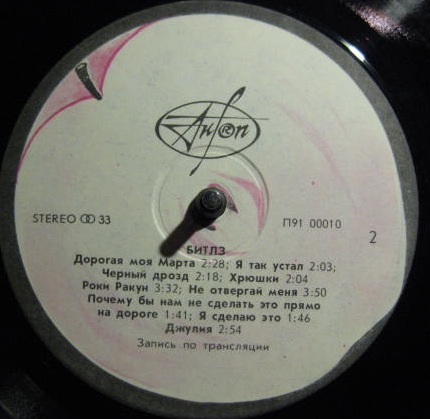 АнТроп
STEREO 33
П91 00010
2
БИТЛЗ
Дорогая моя Марта 2:28; Я так устал 2:03;
Черный дрозд 2:18; Хрюшки 2:04
Роки Ракун 3:32; Не отвергай меня 3:50
Почему бы нам не сделать это прямо
на дороге 1:41; Я сделаю это 1:46
Джулия 2:54
Запись по трансляции